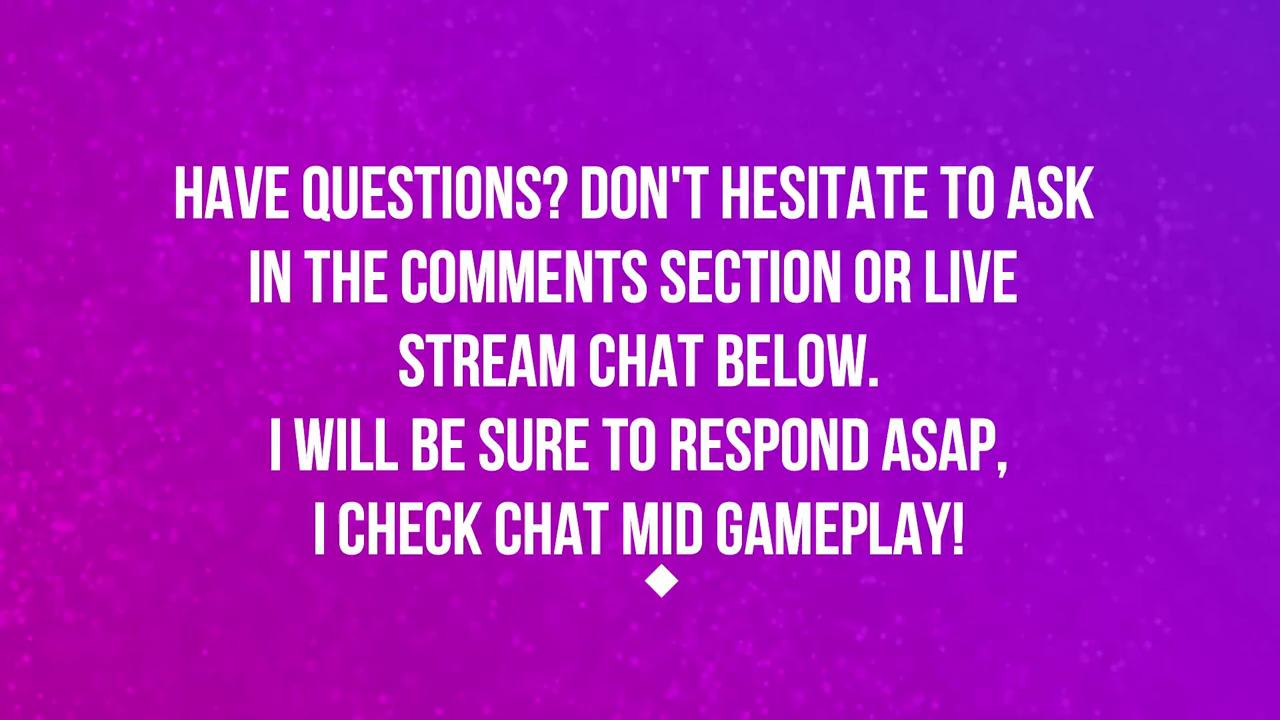 HAVE QUESTIONS? DON'T HESITATE TO ASK
IN THE COMMENTS SECTION OR LIVE
STREAM CHAT BELOW.
I WILL BE SURE TO RESPOND ASAP,
I CHECK CHAT MID GAMEPLAY!